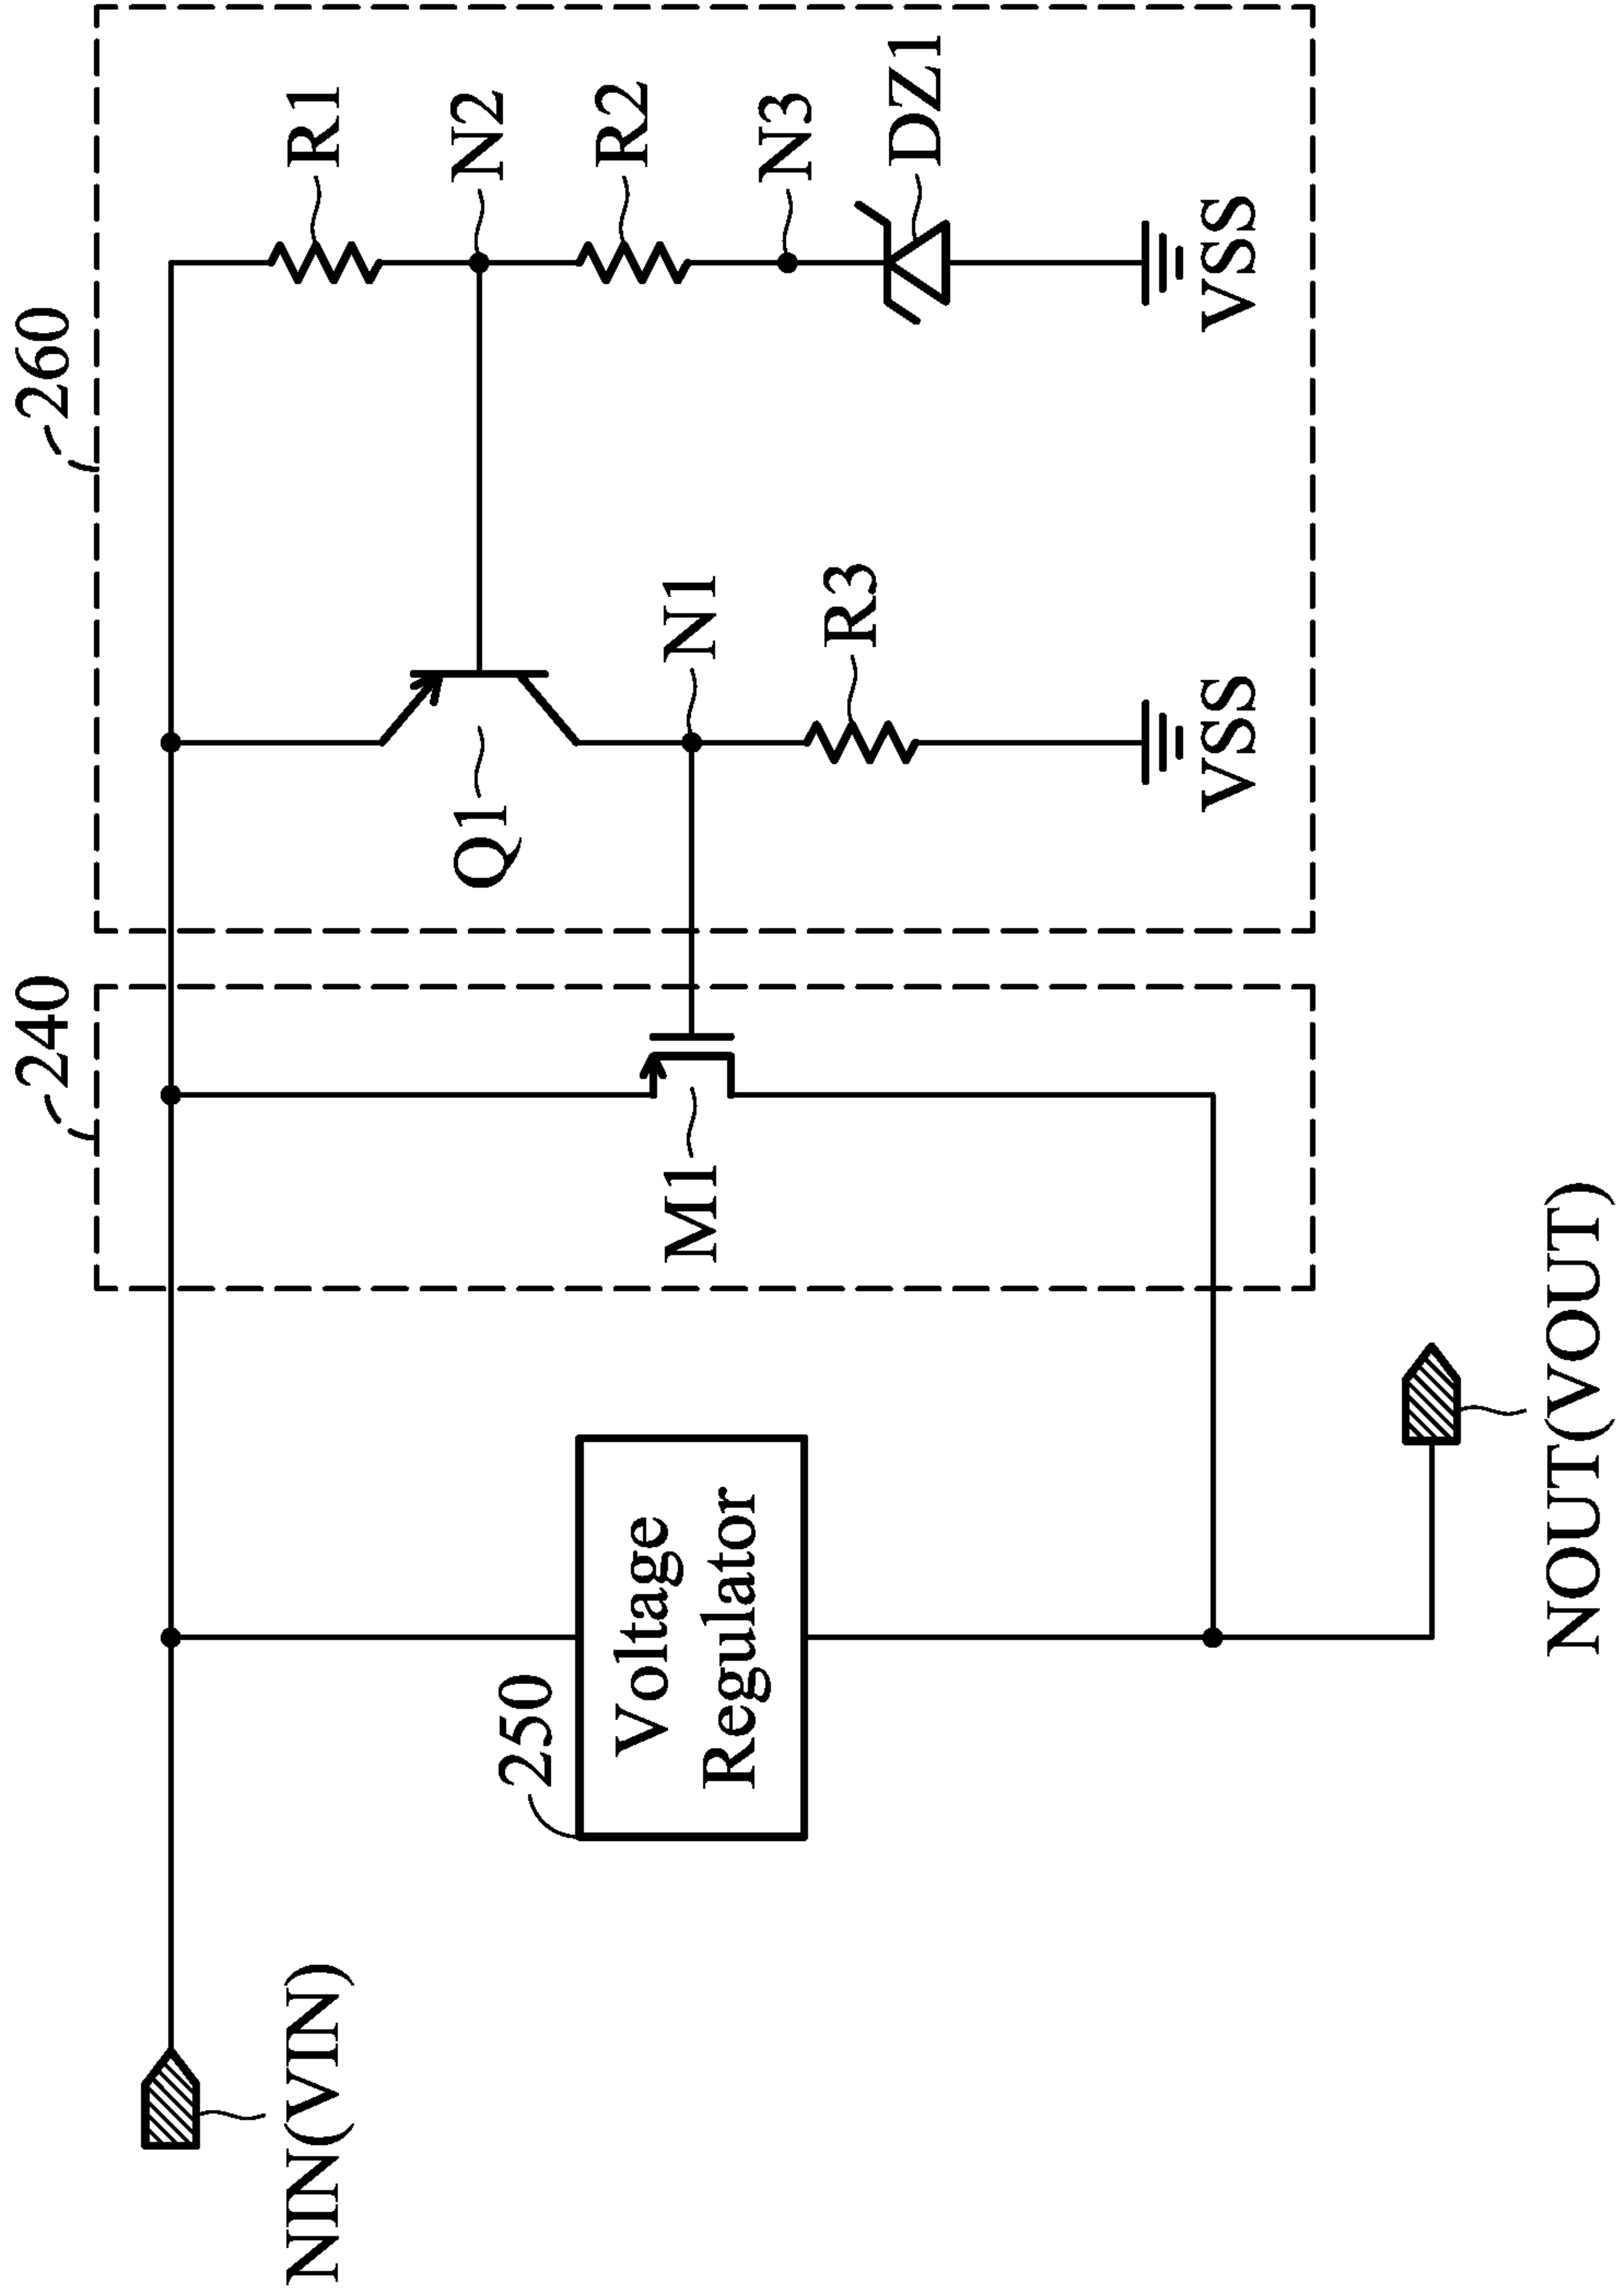 260
240
R1
N2
R2
N3
DZ1
VSS
Q1
N1
R3
VSS
M1
250
Voltage
Regulator
NIN(VIN)
NOUT(VOUT)